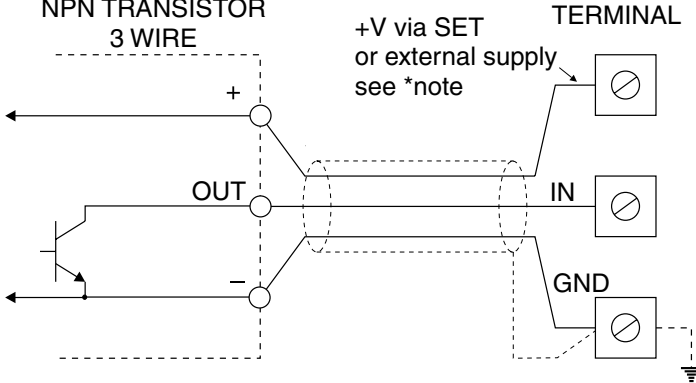 NPN TRANSISTOR
3 WIRE
+V via SET
or external supply
see *note
TERMINAL
+
OUT
IN
–
GND